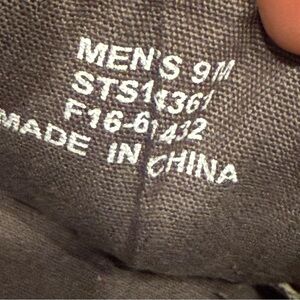 MEN'S 9M
STS14361
F16-61432
MADE IN CHINA